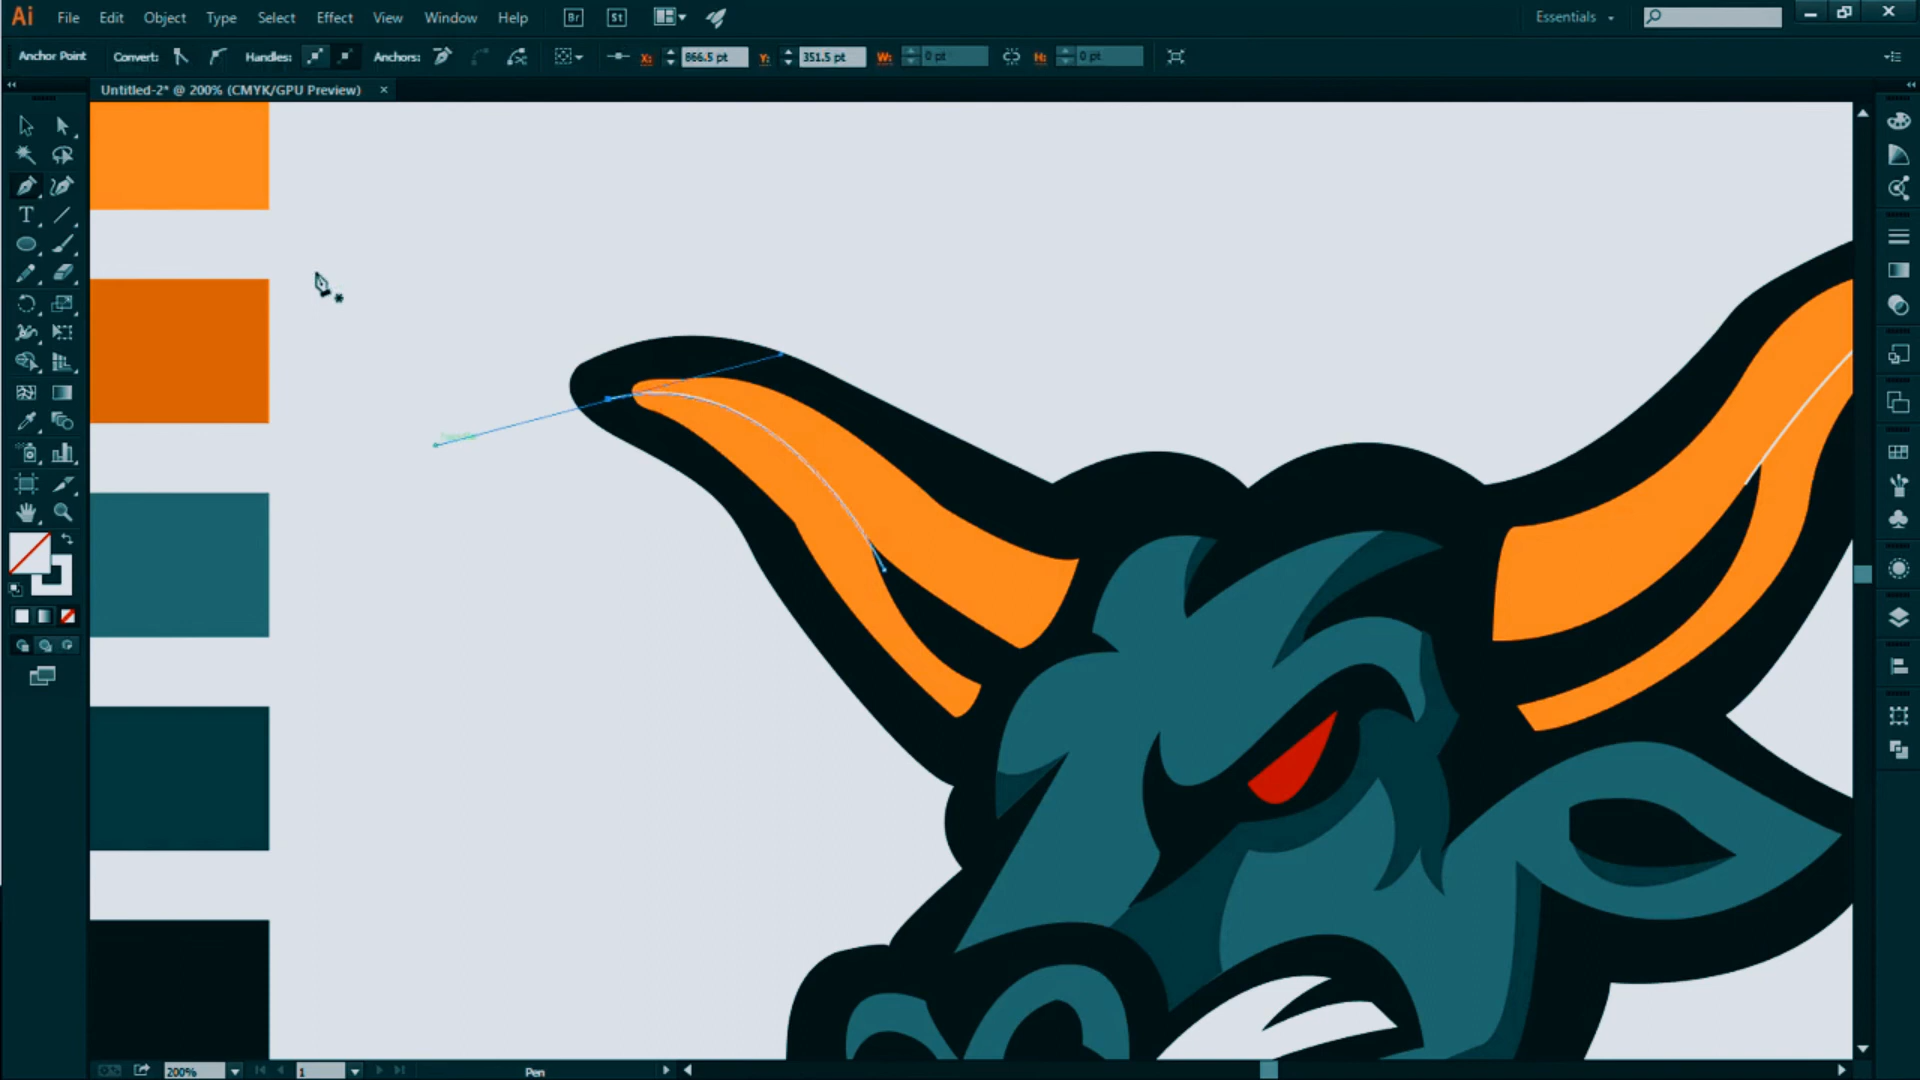 Ai File Edit Object Type Select Effect View Window Help Br St Essentials
Anchor Point Convert: Handles: Anchors: X: 866.5 pt Y: 351.5 pt W: 0 pt H: 0 pt
Untitled-2* @ 200% (CMYK/GPU Preview) ×
T
200% 1 Pen